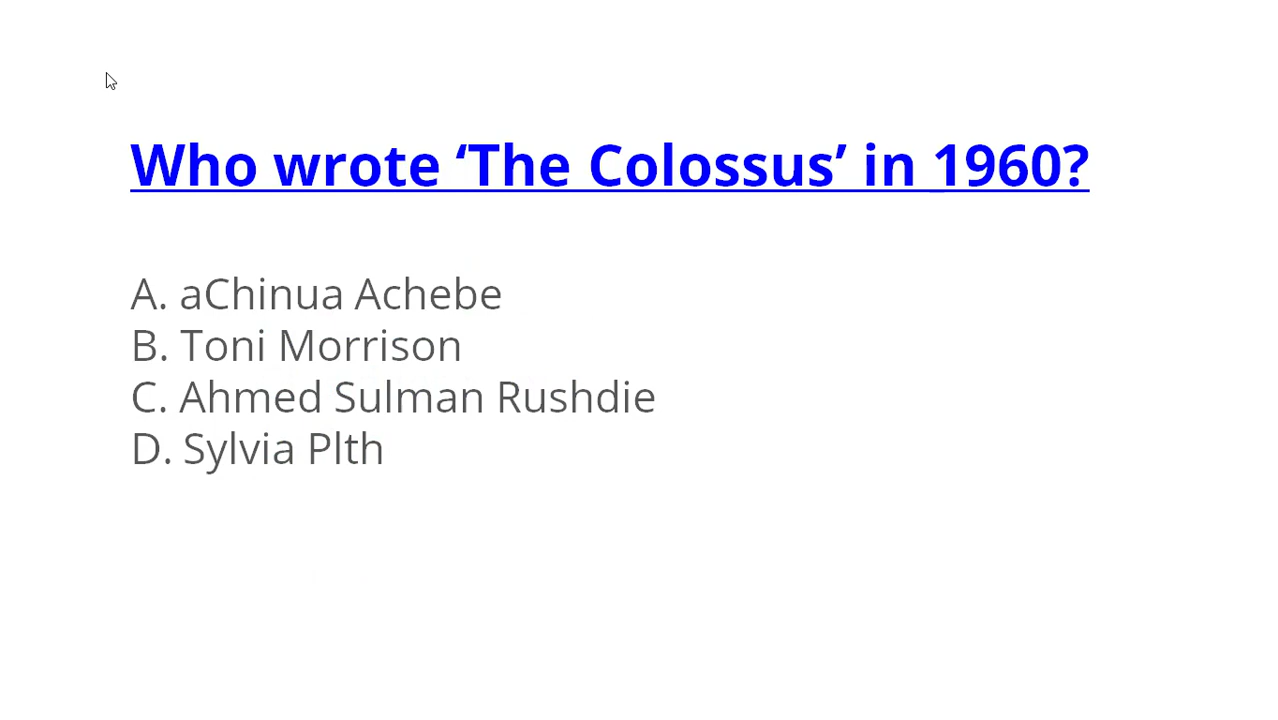 Who wrote ‘The Colossus’ in 1960?
A. aChinua Achebe
B. Toni Morrison
C. Ahmed Sulman Rushdie
D. Sylvia Plth